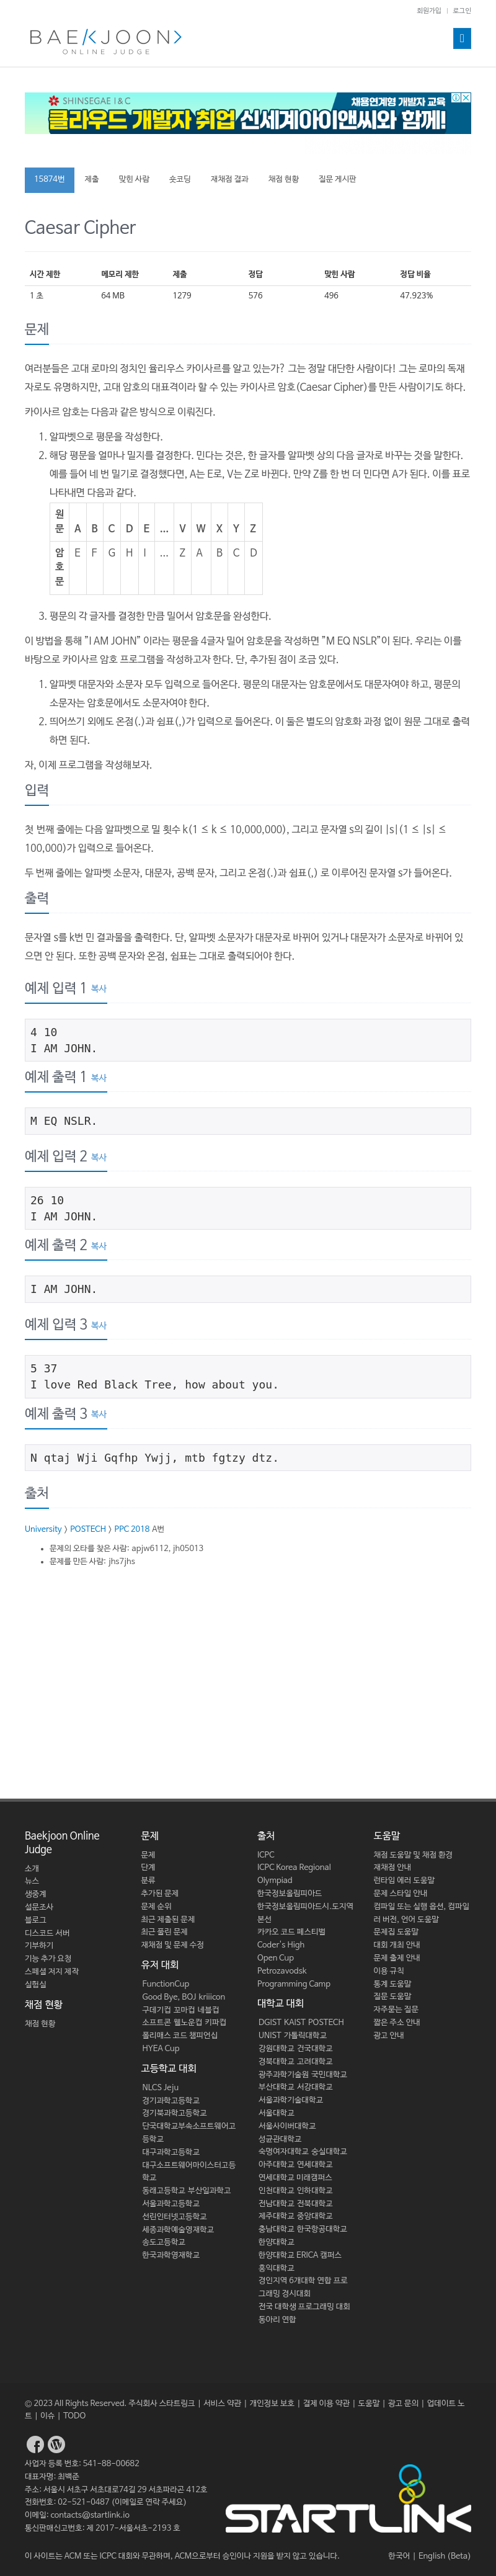 회원가입 | 로그인
BAEKJOON>
ONLINE JUDGE
SHINSEGAE I&C
채용연계형 개발자 교육
클라우드 개발자 취업 신세계아이앤씨와 함께!
15874번 제출 맞힌 사람 숏코딩 재채점 결과 채점 현황 질문 게시판
Caesar Cipher
시간 제한 메모리 제한 제출 정답 맞힌 사람 정답 비율
1 초 64 MB 1279 576 496 47.923%
문제
여러분들은 고대 로마의 정치인 율리우스 카이사르를 알고 있는가? 그는 정말 대단한 사람이다! 그는 로마의 독재
자로도 유명하지만, 고대 암호의 대표격이라 할 수 있는 카이사르 암호(Caesar Cipher)를 만든 사람이기도 하다.
카이사르 암호는 다음과 같은 방식으로 이뤄진다.
1. 알파벳으로 평문을 작성한다.
2. 해당 평문을 얼마나 밀지를 결정한다. 민다는 것은, 한 글자를 알파벳 상의 다음 글자로 바꾸는 것을 말한다.
예를 들어 네 번 밀기로 결정했다면, A는 E로, V는 Z로 바뀐다. 만약 Z를 한 번 더 민다면 A가 된다. 이를 표로
나타내면 다음과 같다.
원문 A B C D E ... V W X Y Z
암호문 E F G H I ... Z A B C D
3. 평문의 각 글자를 결정한 만큼 밀어서 암호문을 완성한다.
이 방법을 통해 "I AM JOHN" 이라는 평문을 4글자 밀어 암호문을 작성하면 "M EQ NSLR"이 된다. 우리는 이를
바탕으로 카이사르 암호 프로그램을 작성하고자 한다. 단, 추가된 점이 조금 있다.
1. 알파벳 대문자와 소문자 모두 입력으로 들어온다. 평문의 대문자는 암호문에서도 대문자여야 하고, 평문의
소문자는 암호문에서도 소문자여야 한다.
2. 띄어쓰기 외에도 온점(.)과 쉼표(,)가 입력으로 들어온다. 이 둘은 별도의 암호화 과정 없이 원문 그대로 출력
하면 된다.
자, 이제 프로그램을 작성해보자.
입력
첫 번째 줄에는 다음 알파벳으로 밀 횟수 k(1 ≤ k ≤ 10,000,000), 그리고 문자열 s의 길이 |s|(1 ≤ |s| ≤
100,000)가 입력으로 들어온다.
두 번째 줄에는 알파벳 소문자, 대문자, 공백 문자, 그리고 온점(.)과 쉼표(,) 로 이루어진 문자열 s가 들어온다.
출력
문자열 s를 k번 민 결과물을 출력한다. 단, 알파벳 소문자가 대문자로 바뀌어 있거나 대문자가 소문자로 바뀌어 있
으면 안 된다. 또한 공백 문자와 온점, 쉼표는 그대로 출력되어야 한다.
예제 입력 1 복사
4 10
I AM JOHN.
예제 출력 1 복사
M EQ NSLR.
예제 입력 2 복사
26 10
I AM JOHN.
예제 출력 2 복사
I AM JOHN.
예제 입력 3 복사
5 37
I love Red Black Tree, how about you.
예제 출력 3 복사
N qtaj Wji Gqfhp Ywjj, mtb fgtzy dtz.
출처
University > POSTECH > PPC 2018 A번
문제의 오타를 찾은 사람: apjw6112, jh05013
문제를 만든 사람: jhs7jhs
Baekjoon Online
Judge
소개
뉴스
생중계
설문조사
블로그
디스코드 서버
기부하기
기능 추가 요청
스페셜 저지 제작
실험실
채점 현황
채점 현황
문제
문제
단계
분류
추가된 문제
문제 순위
최근 제출된 문제
최근 풀린 문제
재채점 및 문제 수정
유저 대회
FunctionCup
Good Bye, BOJ kriiicon
구데기컵 꼬마컵 네블컵
소프트콘 웰노운컵 키파컵
폴리매스 코드 챔피언십
HYEA Cup
고등학교 대회
NLCS Jeju
경기과학고등학교
경기북과학고등학교
단국대학교부속소프트웨어고
등학교
대구과학고등학교
대구소프트웨어마이스터고등
학교
동래고등학교 부산일과학고
서울과학고등학교
선린인터넷고등학교
세종과학예술영재학교
송도고등학교
한국과학영재학교
출처
ICPC
ICPC Korea Regional
Olympiad
한국정보올림피아드
한국정보올림피아드시.도지역
본선
카카오 코드 페스티벌
Coder's High
Open Cup
Petrozavodsk
Programming Camp
대학교 대회
DGIST KAIST POSTECH
UNIST 가톨릭대학교
강원대학교 건국대학교
경북대학교 고려대학교
광주과학기술원 국민대학교
부산대학교 서강대학교
서울과학기술대학교
서울대학교
서울사이버대학교
성균관대학교
숙명여자대학교 숭실대학교
아주대학교 연세대학교
연세대학교 미래캠퍼스
인천대학교 인하대학교
전남대학교 전북대학교
제주대학교 중앙대학교
충남대학교 한국항공대학교
한양대학교
한양대학교 ERICA 캠퍼스
홍익대학교
경인지역 6개대학 연합 프로
그래밍 경시대회
전국 대학생 프로그래밍 대회
동아리 연합
도움말
채점 도움말 및 채점 환경
재채점 안내
런타임 에러 도움말
문제 스타일 안내
컴파일 또는 실행 옵션, 컴파일
러 버전, 언어 도움말
문제집 도움말
대회 개최 안내
문제 출제 안내
이용 규칙
통계 도움말
질문 도움말
자주묻는 질문
짧은 주소 안내
광고 안내
© 2023 All Rights Reserved. 주식회사 스타트링크 | 서비스 약관 | 개인정보 보호 | 결제 이용 약관 | 도움말 | 광고 문의 | 업데이트 노
트 | 이슈 | TODO
사업자 등록 번호: 541-88-00682
대표자명: 최백준
주소: 서울시 서초구 서초대로74길 29 서초파라곤 412호
전화번호: 02-521-0487 (이메일로 연락 주세요)
이메일: contacts@startlink.io
통신판매신고번호: 제 2017-서울서초-2193 호
STARTLINK
이 사이트는 ACM 또는 ICPC 대회와 무관하며, ACM으로부터 승인이나 지원을 받지 않고 있습니다.
한국어 | English (Beta)